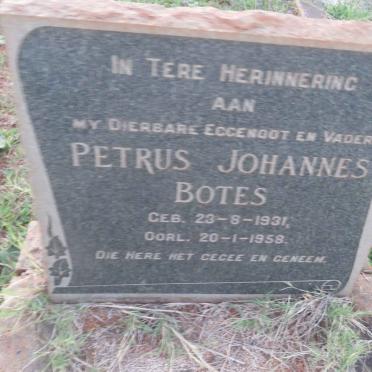 IN TERE HERINNERING
AAN
MY DIERBARE EGGENOOT EN VADER
PETRUS JOHANNES
BOTES
GEB. 23-8-1931,
OORL. 20-1-1958.
DIE HERE HET GEGEE EN GENEEM.